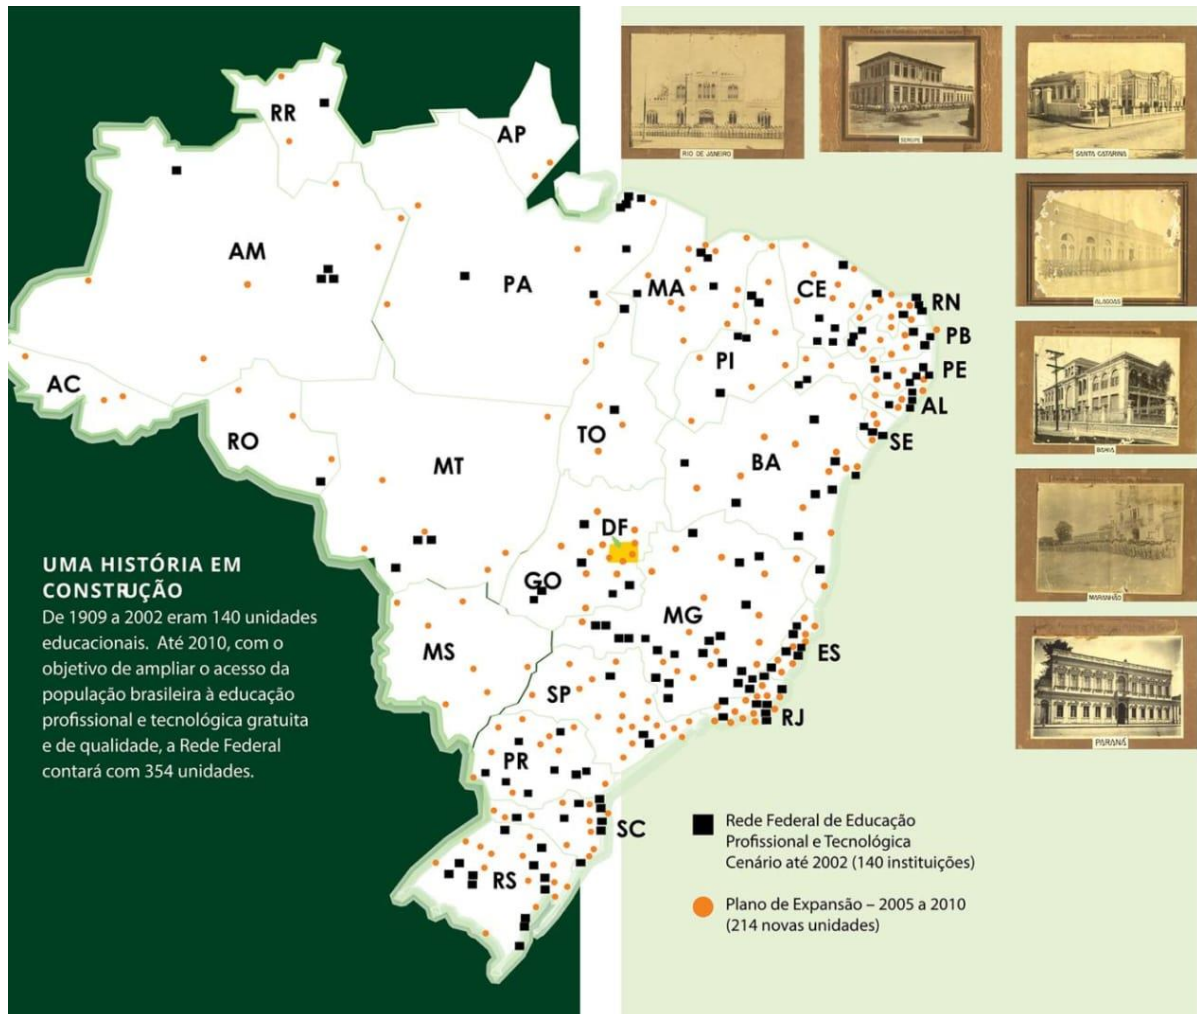 RIO DE JANEIRO
SERGIPE
SANTA CATARINA
ALAGOAS
BAHIA
MARANHÃO
PARANÁ
RR
AP
AM
PA
MA
CE
RN
PB
PE
AL
SE
PI
AC
RO
TO
BA
MT
DF
GO
MG
ES
MS
SP
RJ
PR
SC
RS
UMA HISTÓRIA EM
CONSTRUÇÃO
De 1909 a 2002 eram 140 unidades
educacionais. Até 2010, com o
objetivo de ampliar o acesso da
população brasileira à educação
profissional e tecnológica gratuita
e de qualidade, a Rede Federal
contará com 354 unidades.
Rede Federal de Educação
Profissional e Tecnológica
Cenário até 2002 (140 instituições)
Plano de Expansão – 2005 a 2010
(214 novas unidades)